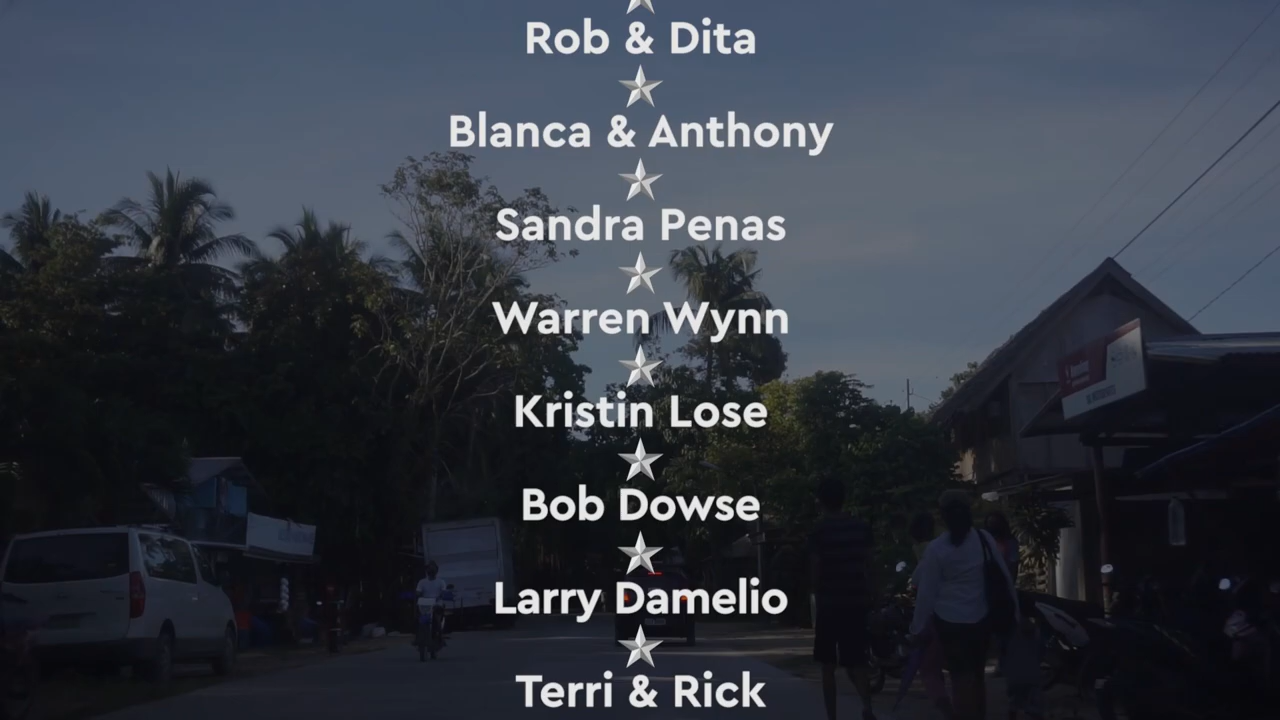 Rob & Dita
Blanca & Anthony
Sandra Penas
Warren Wynn
Kristin Lose
Bob Dowse
Larry Damelio
Terri & Rick